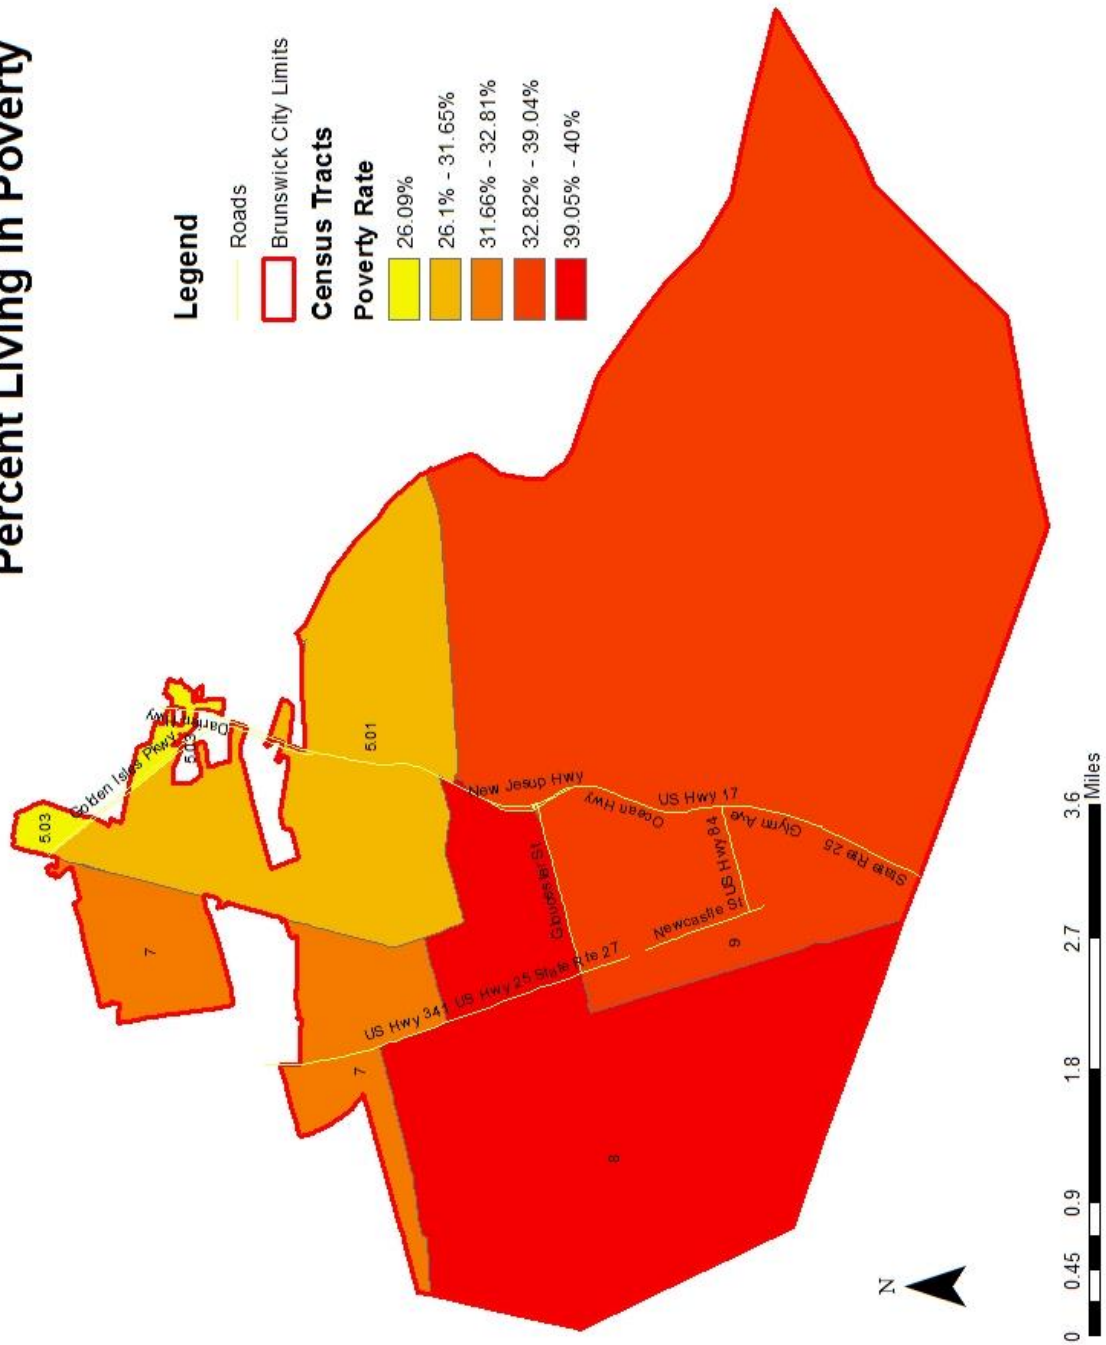 Percent Living in Poverty
Legend
Roads
Brunswick City Limits
Census Tracts
Poverty Rate
26.09%
26.1% - 31.65%
31.66% - 32.81%
32.82% - 39.04%
39.05% - 40%
5.03
Golden Isles Pkwy
Darien Hwy
5.03
7
5.01
7
US Hwy 341
US Hwy 25
State Rte 27
New Jesup Hwy
Gloucester St
Ocean Hwy
US Hwy 17
US Hwy 84
Glynn Ave
State Rte 25
Newcastle St
9
8
N
0 0.45 0.9 1.8 2.7 3.6
Miles